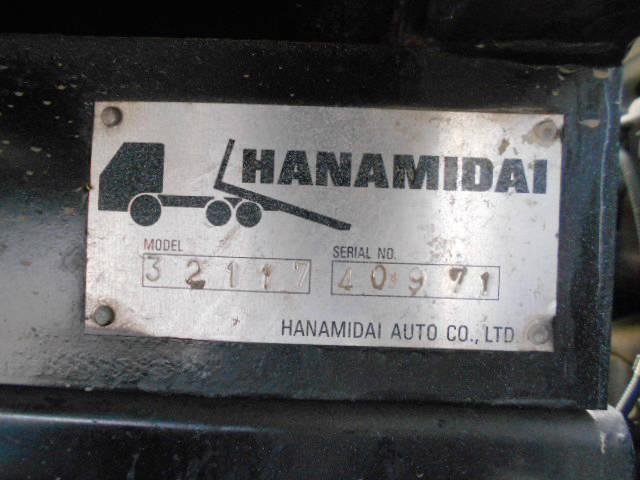 HANAMIDAI
MODEL SERIAL NO.
32117 40971
HANAMIDAI AUTO CO., LTD